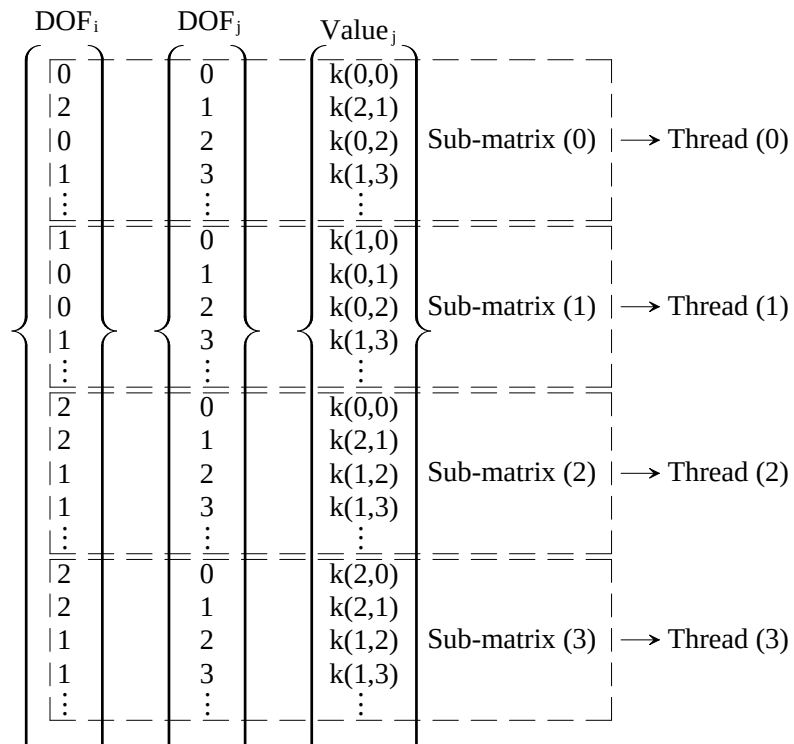 DOFi DOFj Valuej
0 0 k(0,0)
2 1 k(2,1)
0 2 k(0,2) Sub-matrix (0) → Thread (0)
1 3 k(1,3)
⋮ ⋮ ⋮
1 0 k(1,0)
0 1 k(0,1)
0 2 k(0,2) Sub-matrix (1) → Thread (1)
1 3 k(1,3)
⋮ ⋮ ⋮
2 0 k(0,0)
2 1 k(2,1)
1 2 k(1,2) Sub-matrix (2) → Thread (2)
1 3 k(1,3)
⋮ ⋮ ⋮
2 0 k(2,0)
2 1 k(2,1)
1 2 k(1,2) Sub-matrix (3) → Thread (3)
1 3 k(1,3)
⋮ ⋮ ⋮